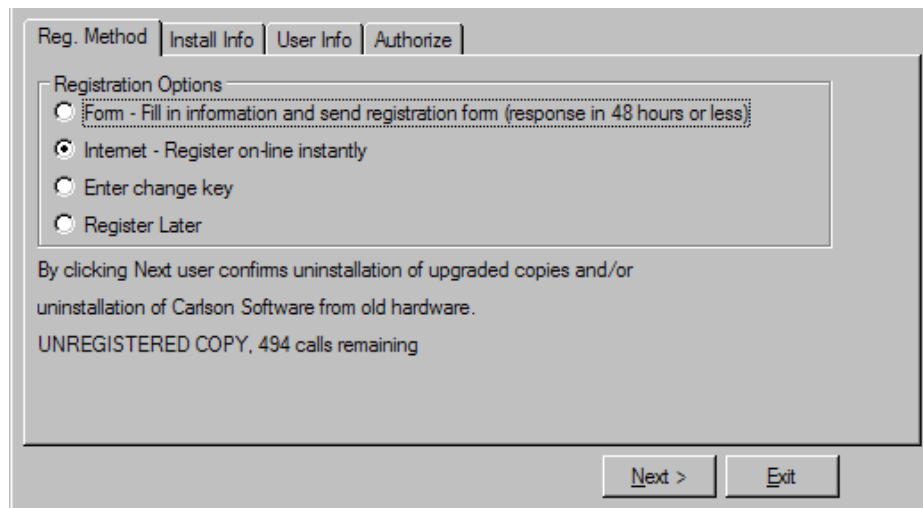 Reg. Method Install Info User Info Authorize
Registration Options
Form - Fill in information and send registration form (response in 48 hours or less)
Internet - Register on-line instantly
Enter change key
Register Later
By clicking Next user confirms uninstallation of upgraded copies and/or
uninstallation of Carlson Software from old hardware.
UNREGISTERED COPY, 494 calls remaining
Next > Exit